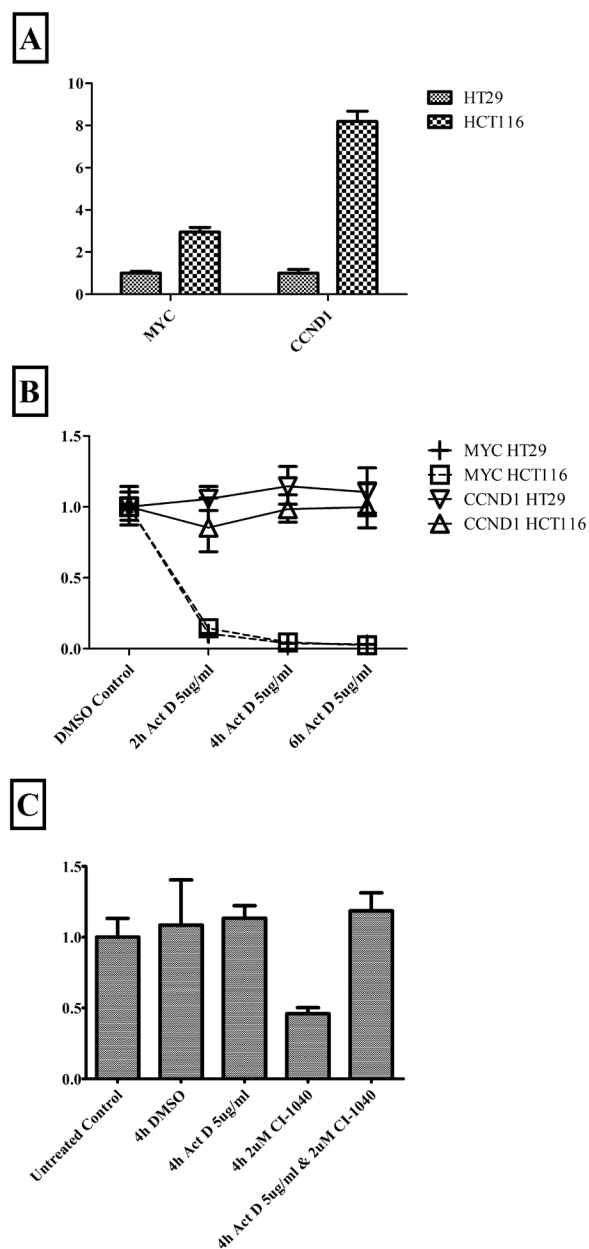 A
10
8
6
4
2
0
MYC
CCND1
HT29
HCT116
B
1.5
1.0
0.5
0.0
DMSO Control
2h Act D 5ug/ml
4h Act D 5ug/ml
6h Act D 5ug/ml
MYC HT29
MYC HCT116
CCND1 HT29
CCND1 HCT116
C
1.5
1.0
0.5
0.0
Untreated Control
4h DMSO
4h Act D 5ug/ml
4h 2uM CI-1040
4h Act D 5ug/ml & 2uM CI-1040